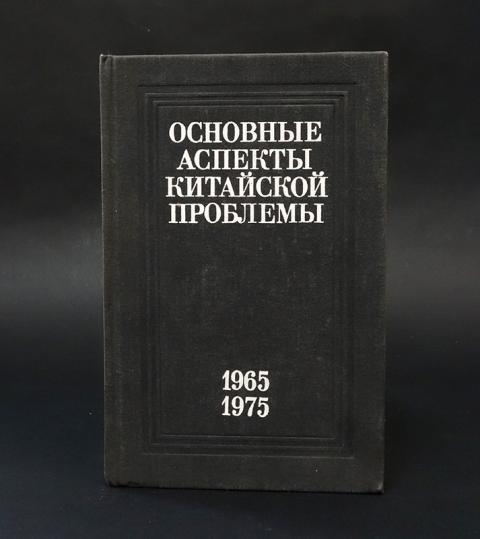 ОСНОВНЫЕ
АСПЕКТЫ
КИТАЙСКОЙ
ПРОБЛЕМЫ
1965
1975